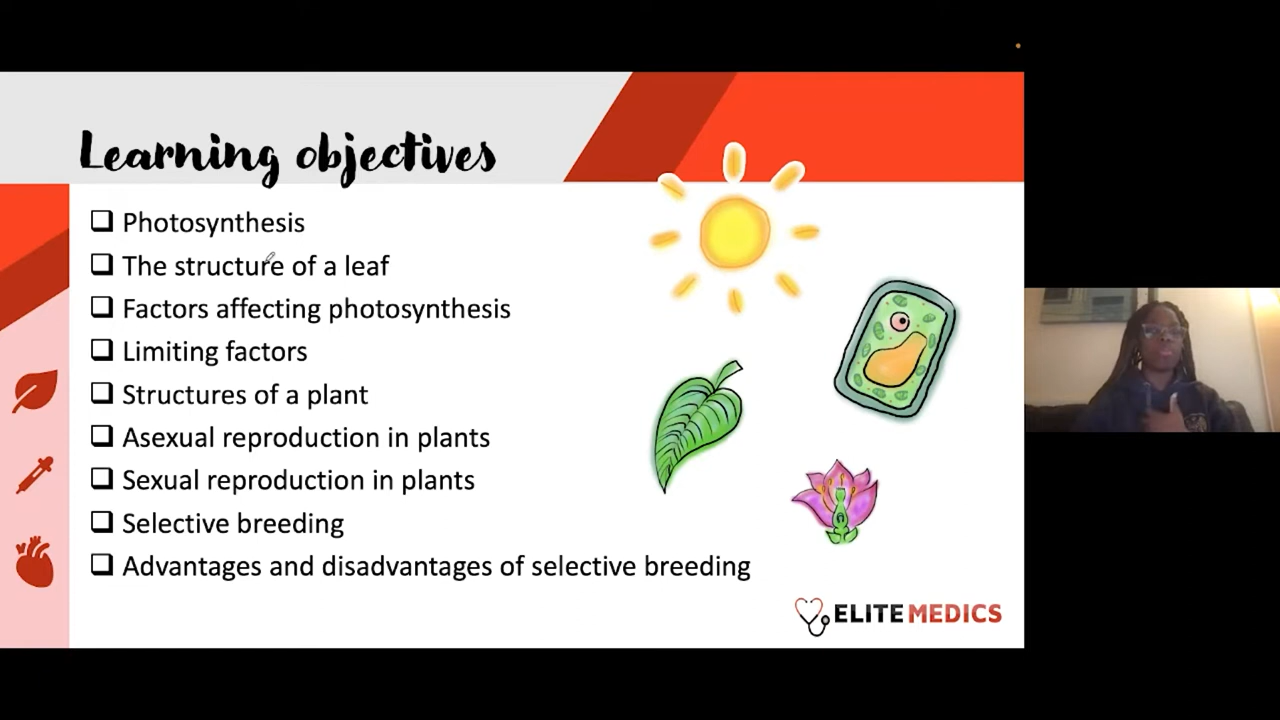 Learning objectives
Photosynthesis
The structure of a leaf
Factors affecting photosynthesis
Limiting factors
Structures of a plant
Asexual reproduction in plants
Sexual reproduction in plants
Selective breeding
Advantages and disadvantages of selective breeding
ELITE MEDICS